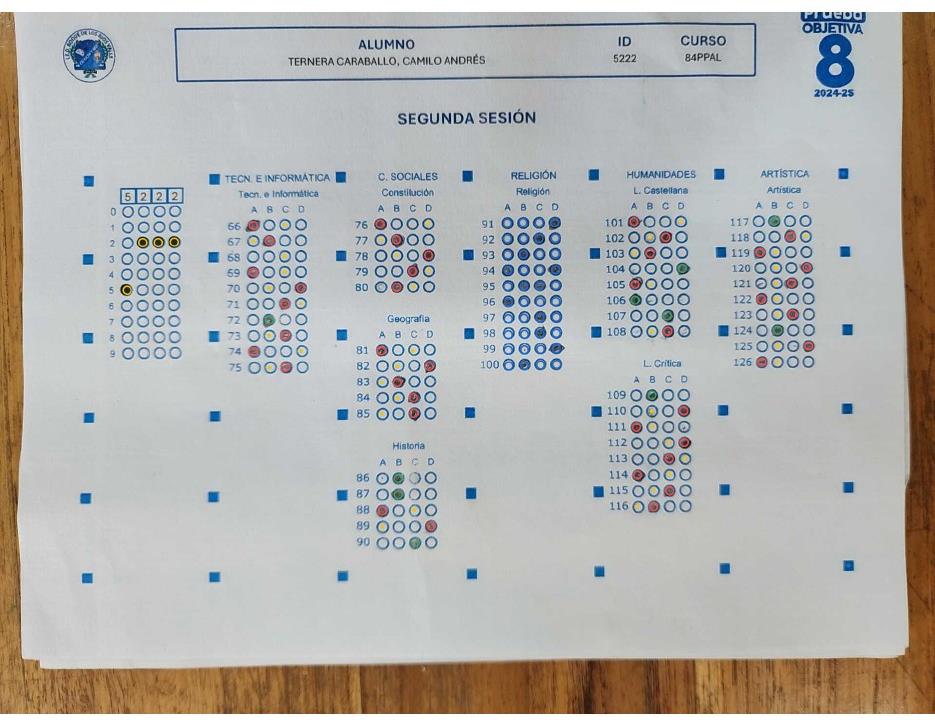 I.E.D. ROQUE DE LOS RIOS VALLE
Prueba
OBJETIVA
8
2024-25
ALUMNO
TERNERA CARABALLO, CAMILO ANDRÉS
ID
5222
CURSO
84PPAL
SEGUNDA SESIÓN
5 2 2 2
0
1
2
3
4
5
6
7
8
9
TECN. E INFORMÁTICA
Tecn. e Informática
A B C D
66
67
68
69
70
71
72
73
74
75
C. SOCIALES
Constitución
A B C D
76
77
78
79
80
Geografia
A B C D
81
82
83
84
85
Historia
A B C D
86
87
88
89
90
RELIGIÓN
Religión
A B C D
91
92
93
94
95
96
97
98
99
100
HUMANIDADES
L. Castellana
A B C D
101
102
103
104
105
106
107
108
L. Crítica
A B C D
109
110
111
112
113
114
115
116
ARTÍSTICA
Artística
A B C D
117
118
119
120
121
122
123
124
125
126